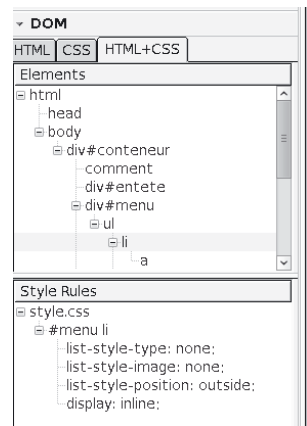 DOM
HTML CSS HTML+CSS
Elements
html
head
body
div#conteneur
comment
div#entete
div#menu
ul
li
a
Style Rules
style.css
#menu li
list-style-type: none;
list-style-image: none;
list-style-position: outside;
display: inline;